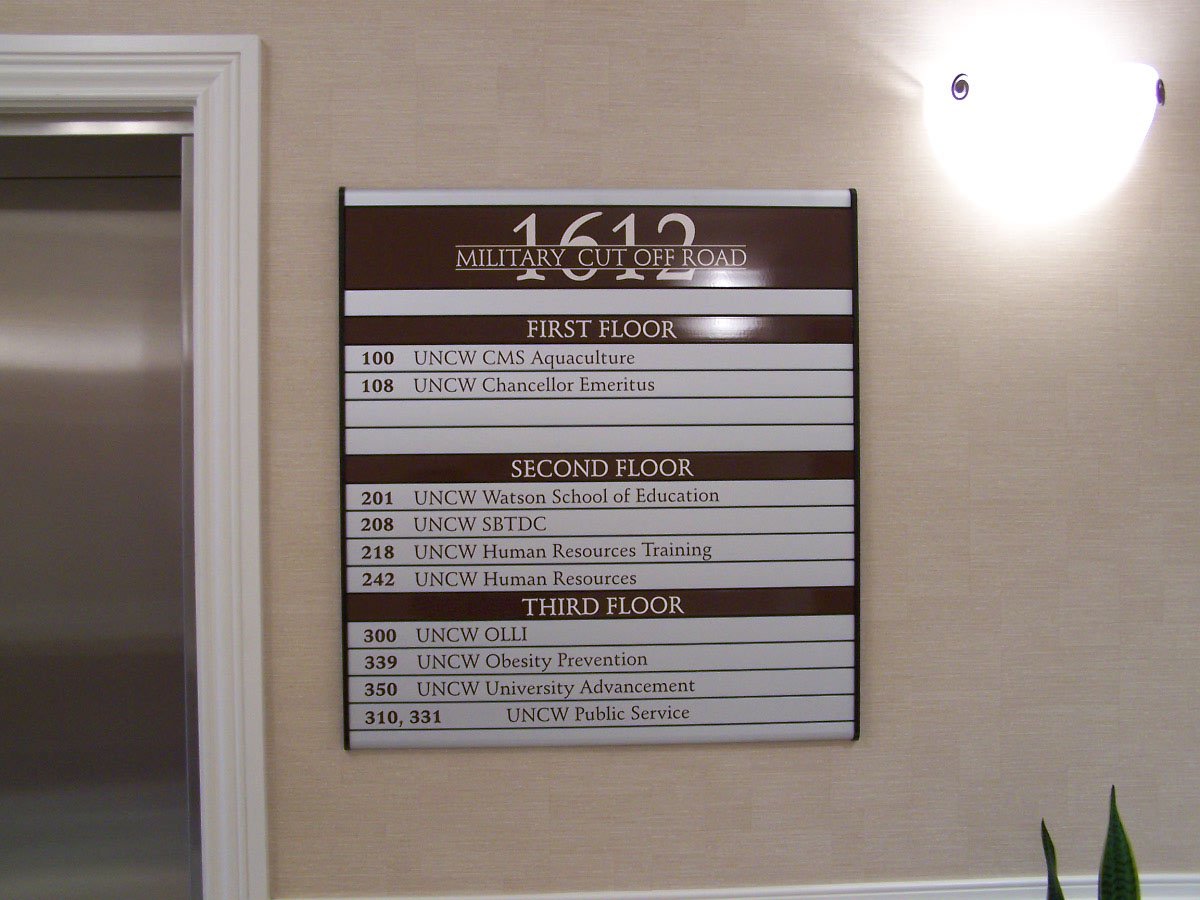 1612
MILITARY CUT OFF ROAD
FIRST FLOOR
100 UNCW CMS Aquaculture
108 UNCW Chancellor Emeritus
SECOND FLOOR
201 UNCW Watson School of Education
208 UNCW SBTDC
218 UNCW Human Resources Training
242 UNCW Human Resources
THIRD FLOOR
300 UNCW OLLI
339 UNCW Obesity Prevention
350 UNCW University Advancement
310, 331 UNCW Public Service